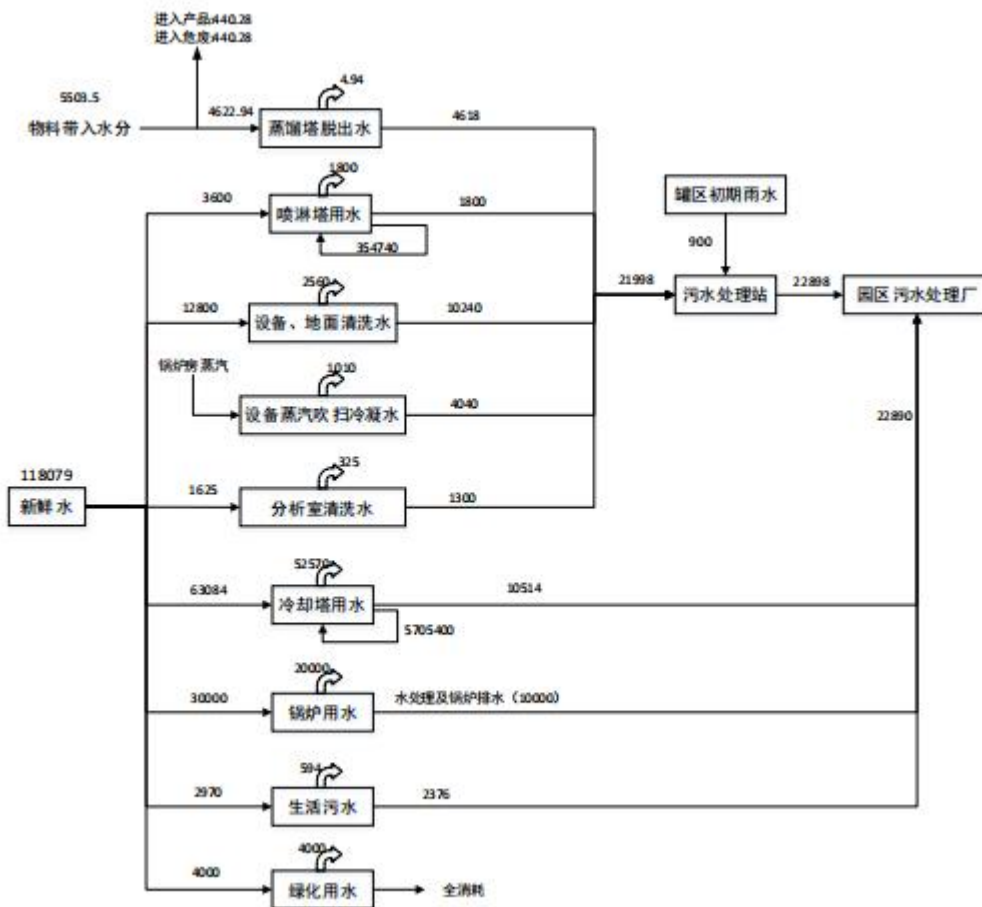 进入产品:440.28
进入危废:440.28
5503.5
物料带入水分
4622.94
4.94
蒸馏塔脱出水
4618
3600
1800
喷淋塔用水
1800
354740
罐区初期雨水
900
12800
2560
设备、地面清洗水
10240
21998
污水处理站
22898
园区污水处理厂
锅炉房蒸汽
1010
设备蒸汽吹扫冷凝水
4040
22890
118079
新鲜水
1625
325
分析室清洗水
1300
63084
52570
冷却塔用水
10514
5705400
30000
20000
锅炉用水
水处理及锅炉排水（10000）
2970
594
生活污水
2376
4000
4000
绿化用水
全消耗